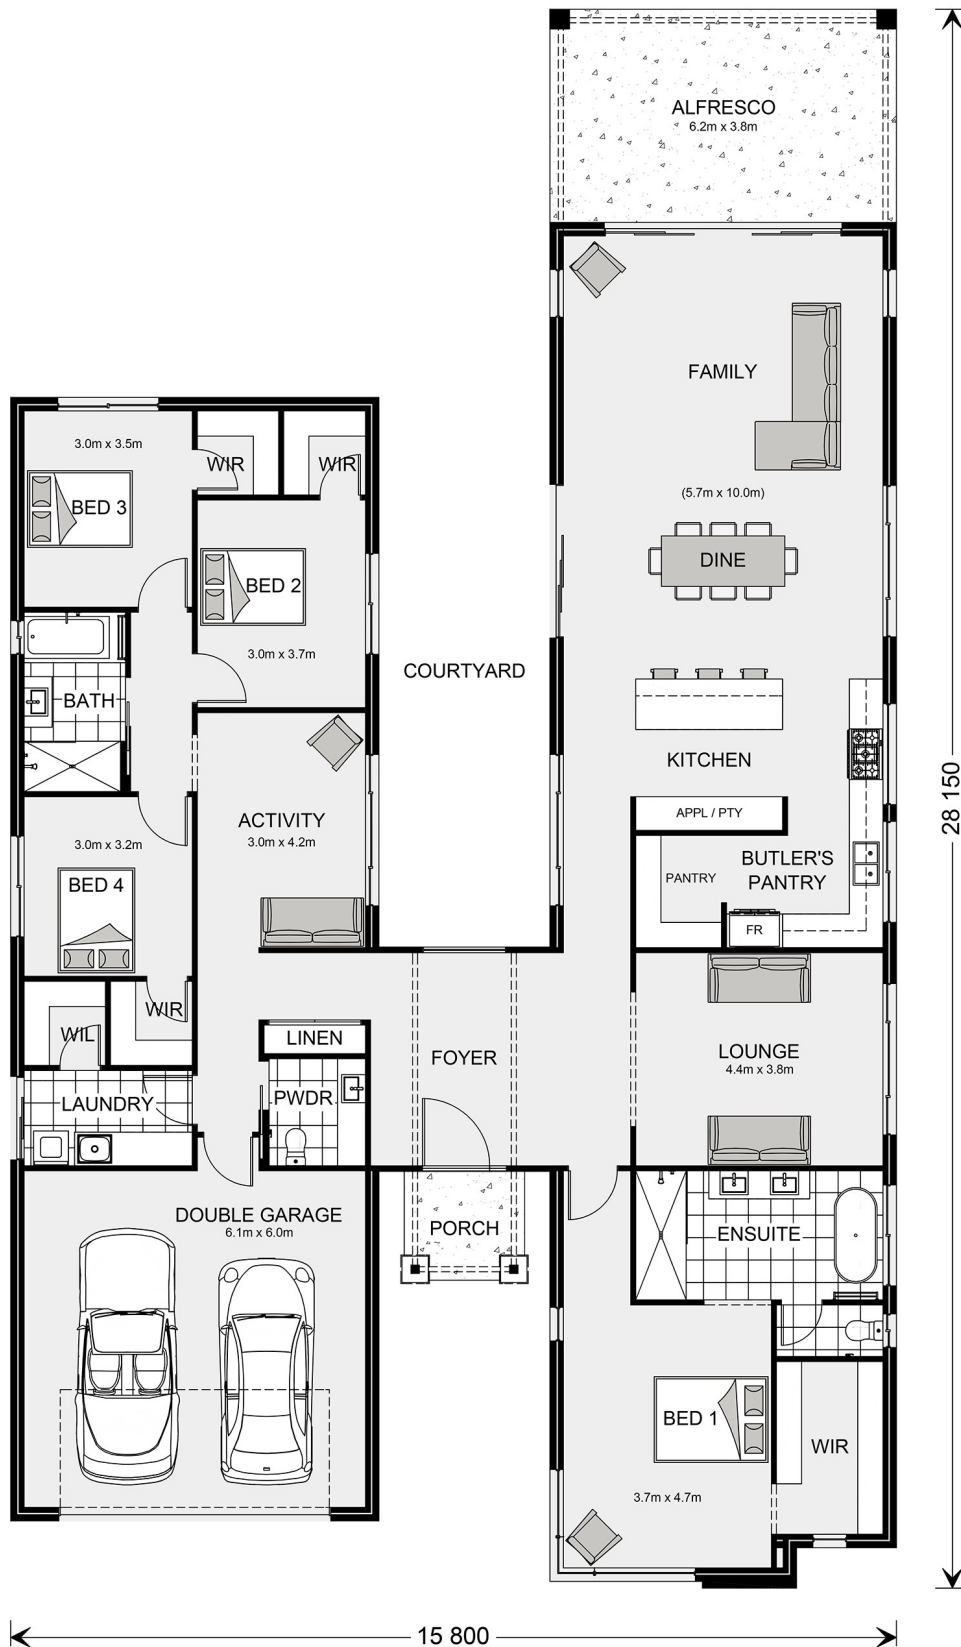 ALFRESCO
6.2m x 3.8m
FAMILY
(5.7m x 10.0m)
DINE
3.0m x 3.5m
WIR
WIR
BED 3
BED 2
3.0m x 3.7m
COURTYARD
BATH
KITCHEN
APPL / PTY
ACTIVITY
3.0m x 4.2m
3.0m x 3.2m
BED 4
BUTLER'S
PANTRY
PANTRY
FR
28 150
WIR
WIL
LINEN
FOYER
LOUNGE
4.4m x 3.8m
LAUNDRY
PWDR
DOUBLE GARAGE
6.1m x 6.0m
PORCH
ENSUITE
BED 1
WIR
3.7m x 4.7m
15 800